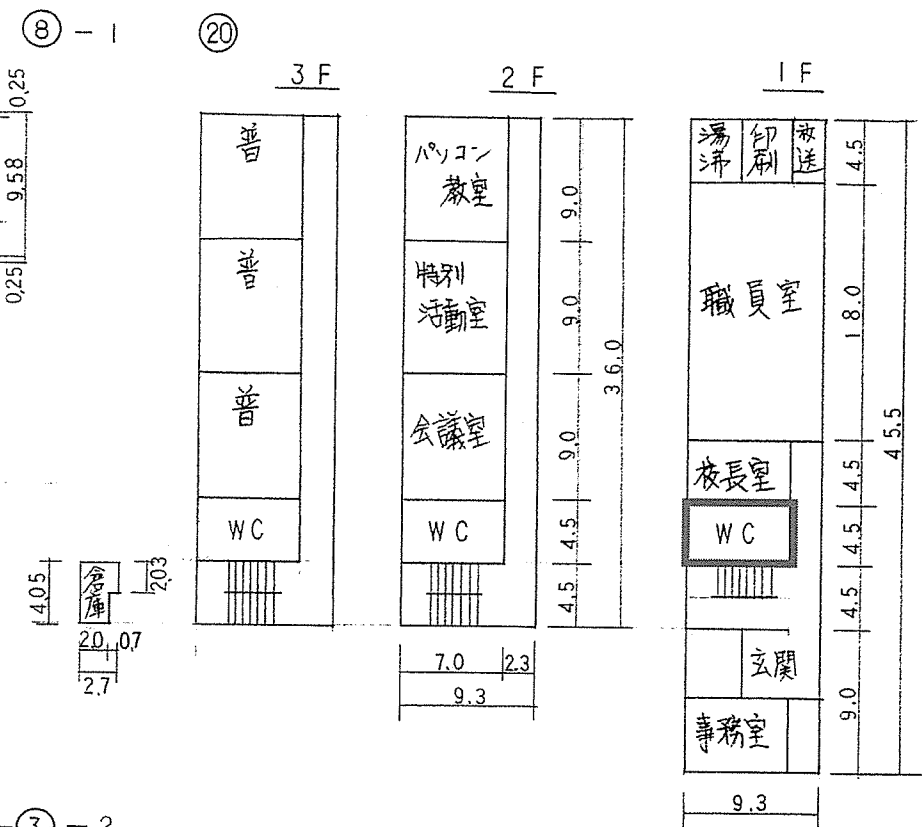 ⑧ - 1
⑳
3 F
2 F
1 F
0.25
9.58
0.25
普
普
普
WC
パソコン
教室
特別
活動室
会議室
WC
9.0
9.0
9.0
4.5
4.5
36.0
湯沸
印刷
放送
職員室
校長室
WC
玄関
事務室
4.5
18.0
4.5
4.5
4.5
9.0
45.5
倉庫
4.05
2.03
2.0 0.7
2.7
7.0 2.3
9.3
9.3
③ - 2